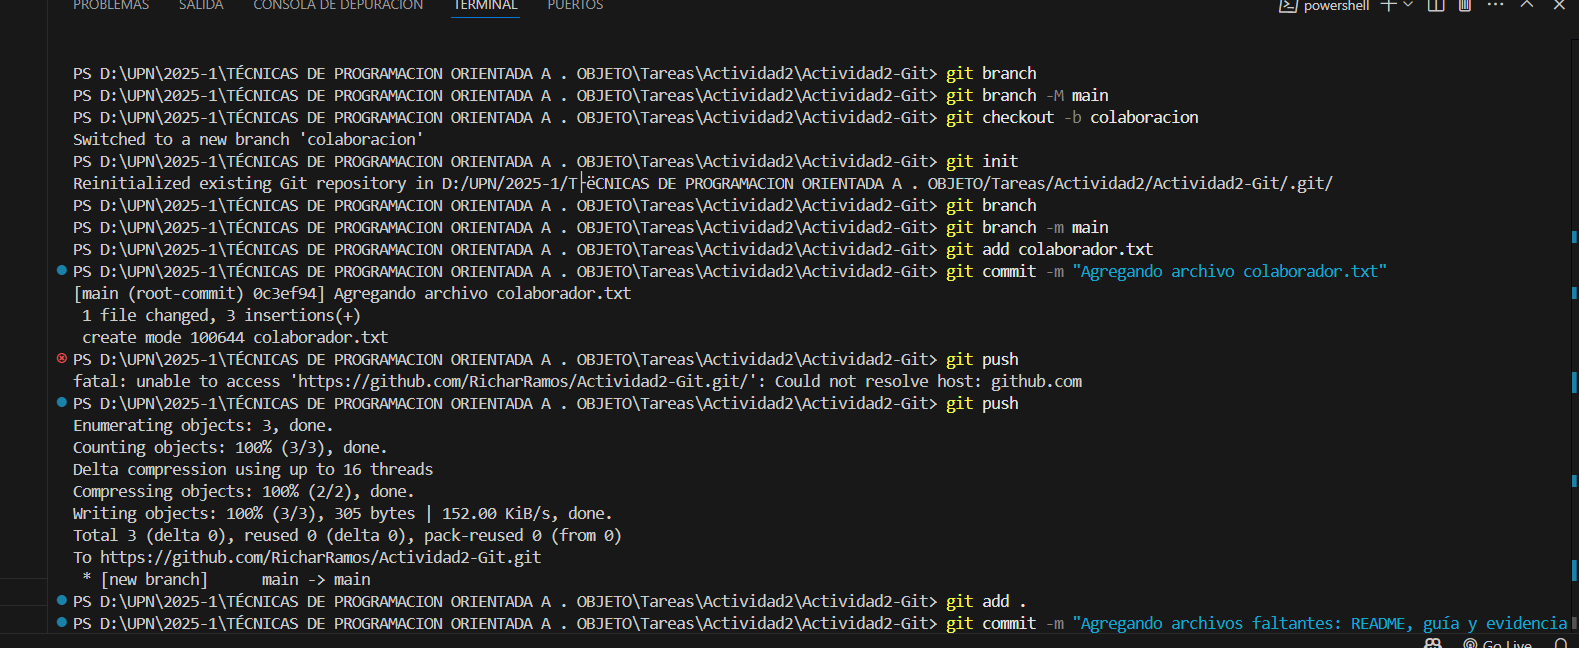 PROBLEMAS SALIDA CONSOLA DE DEPURACIÓN TERMINAL PUERTOS powershell
PS D:\UPN\2025-1\TÉCNICAS DE PROGRAMACION ORIENTADA A . OBJETO\Tareas\Actividad2\Actividad2-Git> git branch
PS D:\UPN\2025-1\TÉCNICAS DE PROGRAMACION ORIENTADA A . OBJETO\Tareas\Actividad2\Actividad2-Git> git branch -M main
PS D:\UPN\2025-1\TÉCNICAS DE PROGRAMACION ORIENTADA A . OBJETO\Tareas\Actividad2\Actividad2-Git> git checkout -b colaboracion
Switched to a new branch 'colaboracion'
PS D:\UPN\2025-1\TÉCNICAS DE PROGRAMACION ORIENTADA A . OBJETO\Tareas\Actividad2\Actividad2-Git> git init
Reinitialized existing Git repository in D:/UPN/2025-1/T├ëCNICAS DE PROGRAMACION ORIENTADA A . OBJETO/Tareas/Actividad2/Actividad2-Git/.git/
PS D:\UPN\2025-1\TÉCNICAS DE PROGRAMACION ORIENTADA A . OBJETO\Tareas\Actividad2\Actividad2-Git> git branch
PS D:\UPN\2025-1\TÉCNICAS DE PROGRAMACION ORIENTADA A . OBJETO\Tareas\Actividad2\Actividad2-Git> git branch -m main
PS D:\UPN\2025-1\TÉCNICAS DE PROGRAMACION ORIENTADA A . OBJETO\Tareas\Actividad2\Actividad2-Git> git add colaborador.txt
PS D:\UPN\2025-1\TÉCNICAS DE PROGRAMACION ORIENTADA A . OBJETO\Tareas\Actividad2\Actividad2-Git> git commit -m "Agregando archivo colaborador.txt"
[main (root-commit) 0c3ef94] Agregando archivo colaborador.txt
1 file changed, 3 insertions(+)
create mode 100644 colaborador.txt
PS D:\UPN\2025-1\TÉCNICAS DE PROGRAMACION ORIENTADA A . OBJETO\Tareas\Actividad2\Actividad2-Git> git push
fatal: unable to access 'https://github.com/RicharRamos/Actividad2-Git.git/': Could not resolve host: github.com
PS D:\UPN\2025-1\TÉCNICAS DE PROGRAMACION ORIENTADA A . OBJETO\Tareas\Actividad2\Actividad2-Git> git push
Enumerating objects: 3, done.
Counting objects: 100% (3/3), done.
Delta compression using up to 16 threads
Compressing objects: 100% (2/2), done.
Writing objects: 100% (3/3), 305 bytes | 152.00 KiB/s, done.
Total 3 (delta 0), reused 0 (delta 0), pack-reused 0 (from 0)
To https://github.com/RicharRamos/Actividad2-Git.git
* [new branch] main -> main
PS D:\UPN\2025-1\TÉCNICAS DE PROGRAMACION ORIENTADA A . OBJETO\Tareas\Actividad2\Actividad2-Git> git add .
PS D:\UPN\2025-1\TÉCNICAS DE PROGRAMACION ORIENTADA A . OBJETO\Tareas\Actividad2\Actividad2-Git> git commit -m "Agregando archivos faltantes: README, guía y evidencia
Go Live